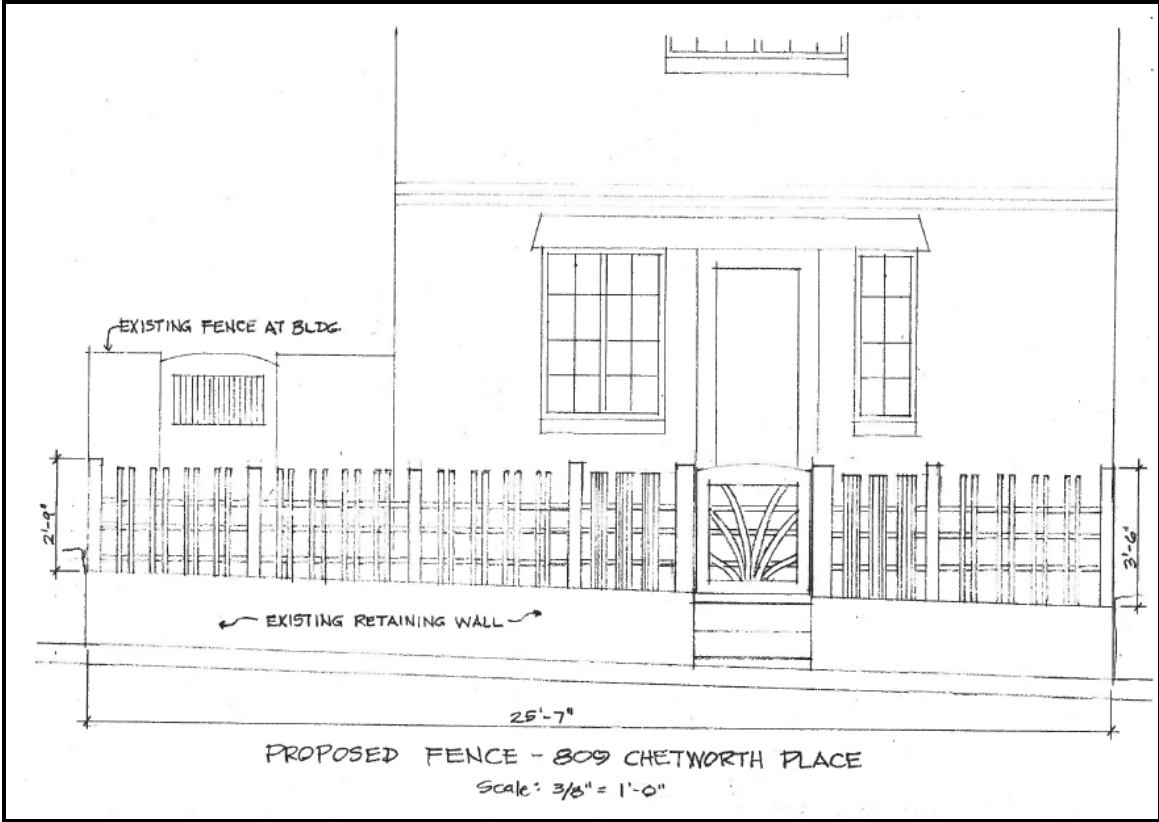 EXISTING FENCE AT BLDG.
2'-9"
3'-6"
EXISTING RETAINING WALL
25'-7"
PROPOSED FENCE - 809 CHETWORTH PLACE
Scale: 3/8" = 1'-0"